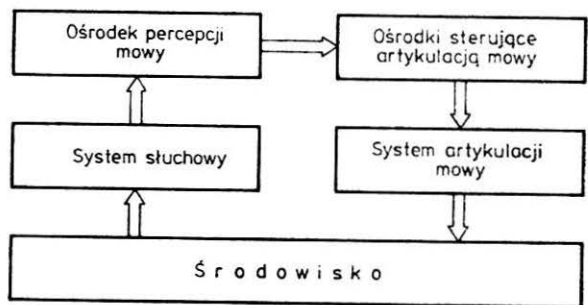 Ośrodek percepcji
mowy
Ośrodki sterujące
artykulacją mowy
System słuchowy
System artykulacji
mowy
Środowisko